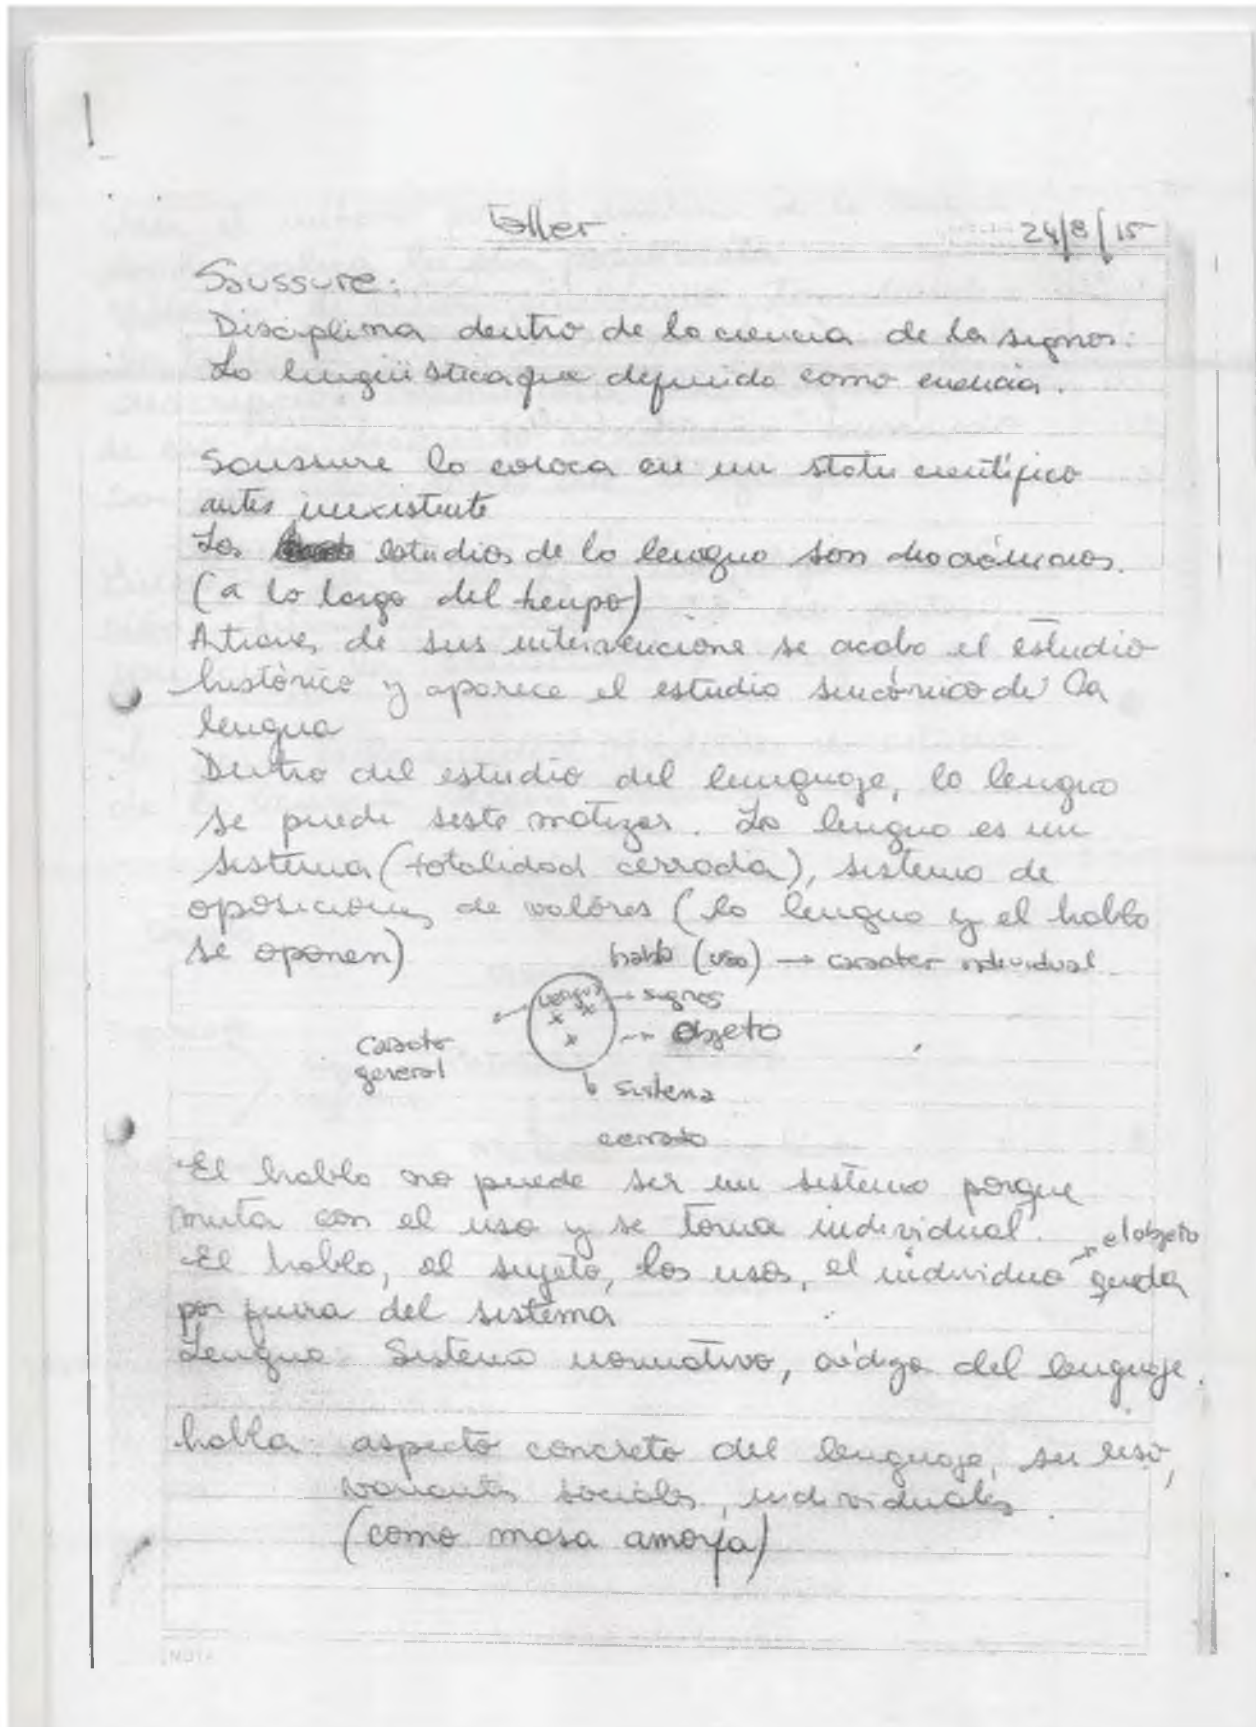 Taller
24/8/15
Saussure:
Disciplina dentro de la ciencia de los signos:
La lingüística que definida como ciencia.
Saussure la coloca en un statu científico
antes inexistente
Los estudios de la lengua son diacrónicos.
(a lo largo del tiempo)
Atraves de sus intervencione se acaba el estudio
histórico y aparece el estudio sincrónico de la
lengua
Dentro del estudio del lenguaje, la lengua
se puede sistematizar. La lengua es un
sistema (totalidad cerrada), sistema de
oposiciones de valores (la lengua y el habla
se oponen)
habla (uso) → caracter individual
lengua → signos
→ objeto
caracter
general
sistema
cerrado
El habla no puede ser un sistema porque
muta con el uso y se torna individual.
→ el objeto
El habla, el sujeto, los usos, el individuo queda
por fuera del sistema
Lengua: Sistema normativo, código del lenguaje.
habla: aspecto concreto del lenguaje, su uso,
variantes sociales, individuales
(como masa amorfa)